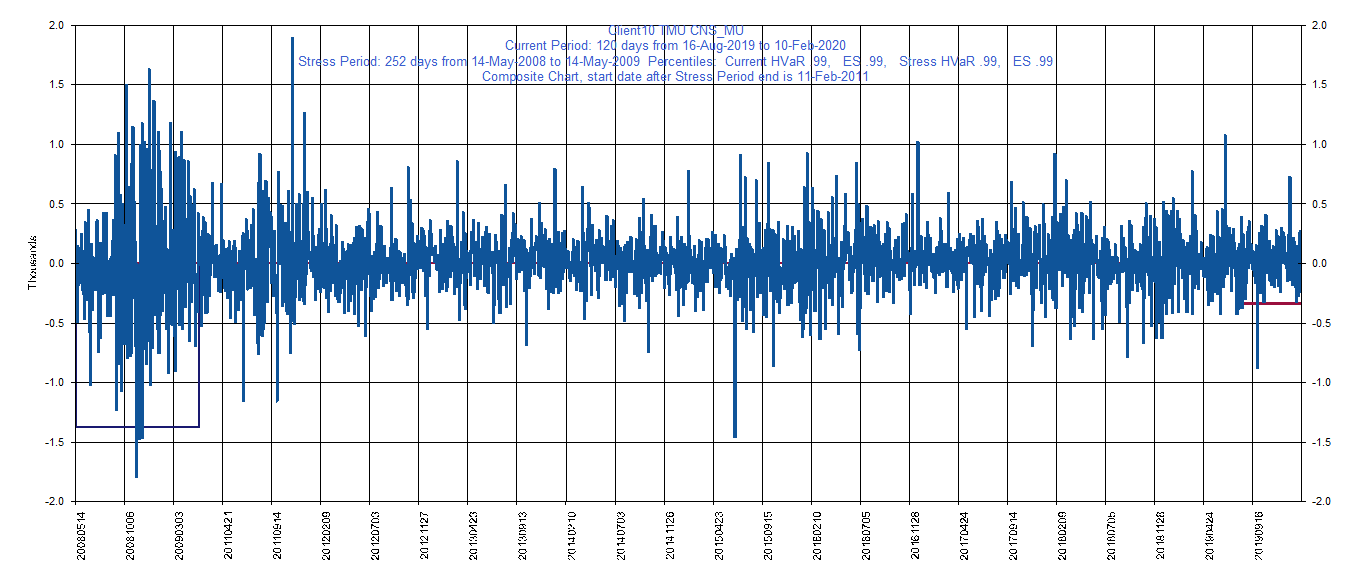 Client10 TMU CNS_MU
Current Period: 120 days from 16-Aug-2019 to 10-Feb-2020
Stress Period: 252 days from 14-May-2008 to 14-May-2009 Percentiles: Current HVaR .99, ES .99, Stress HVaR .99, ES .99
Composite Chart, start date after Stress Period end is 11-Feb-2011
2.0 2.0
1.5 1.5
1.0 1.0
0.5 0.5
0.0 0.0
-0.5 -0.5
-1.0 -1.0
-1.5 -1.5
-2.0 -2.0
Thousands
20080514 20081006 20090303 20110421 20110914 20120209 20120703 20121127 20130423 20130913 20140210 20140703 20141126 20150423 20150915 20160210 20160705 20161128 20170424 20170914 20180209 20180705 20181128 20190424 20190916